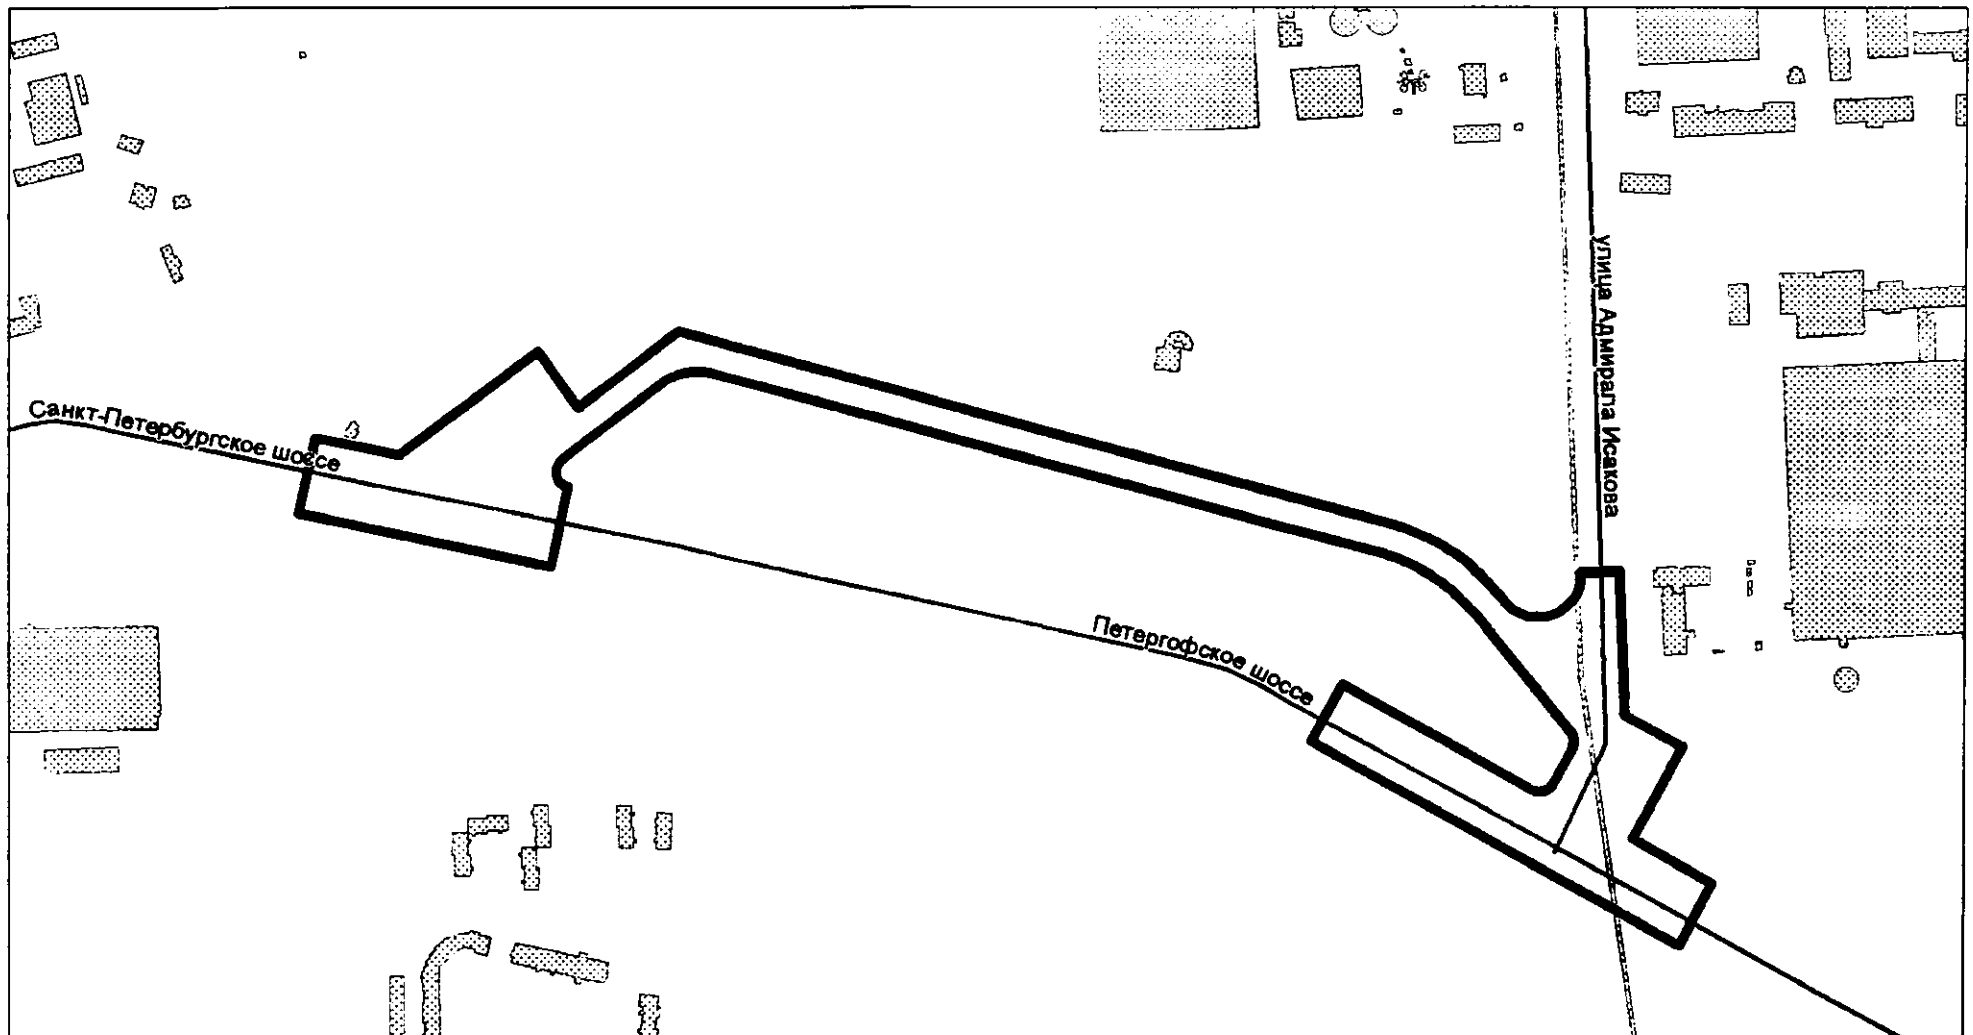 Санкт-Петербургское шоссе
улица Адмирала Исакова
Петергофское шоссе